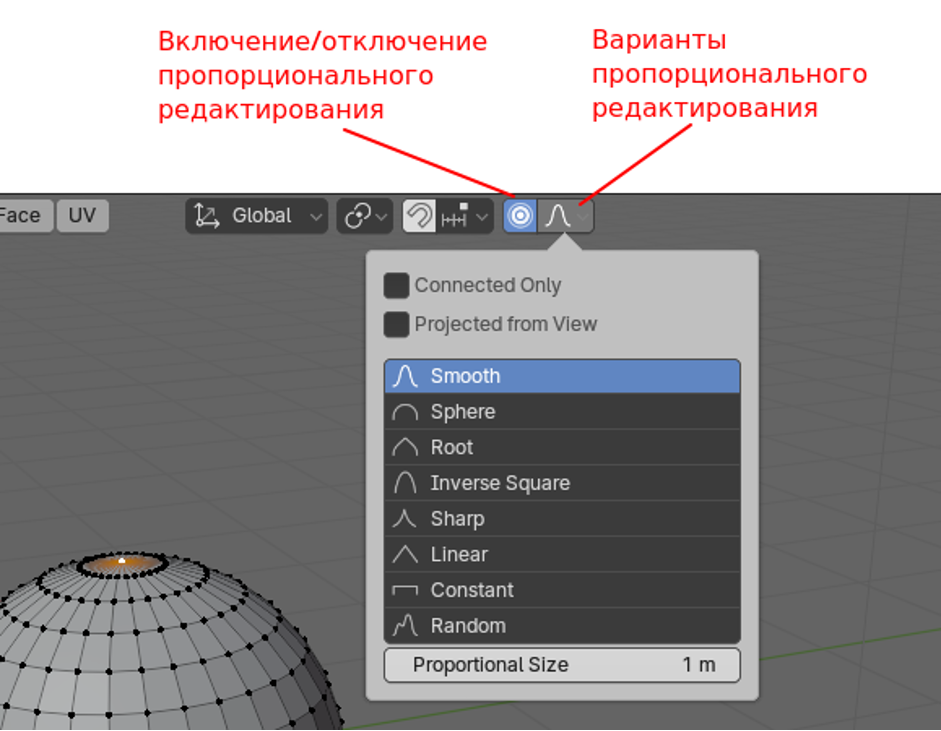 Включение/отключение
пропорционального
редактирования
Варианты
пропорционального
редактирования
Face UV Global
Connected Only
Projected from View
Smooth
Sphere
Root
Inverse Square
Sharp
Linear
Constant
Random
Proportional Size 1 m